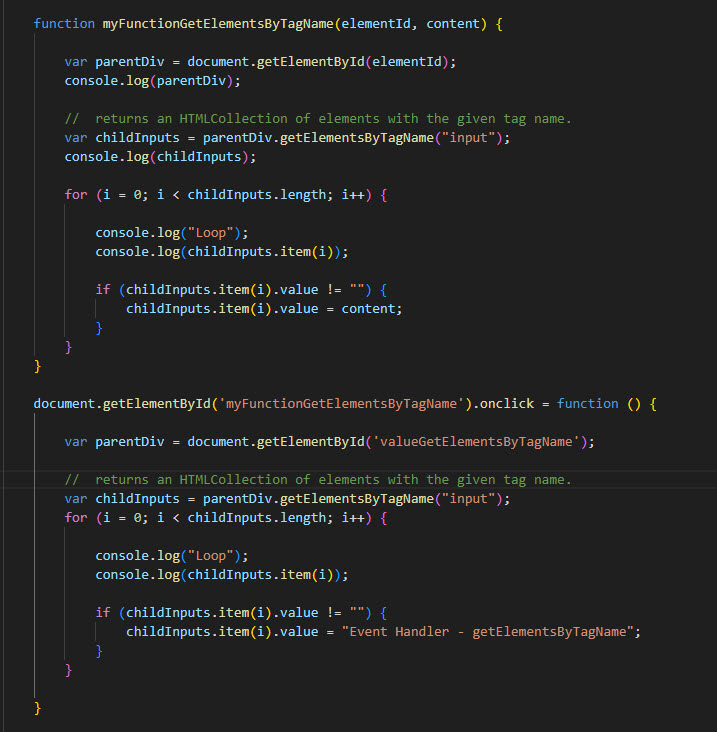 function myFunctionGetElementsByTagName(elementId, content) {
var parentDiv = document.getElementById(elementId);
console.log(parentDiv);
//  returns an HTMLCollection of elements with the given tag name.
var childInputs = parentDiv.getElementsByTagName("input");
console.log(childInputs);
for (i = 0; i < childInputs.length; i++) {
console.log("Loop");
console.log(childInputs.item(i));
if (childInputs.item(i).value != "") {
childInputs.item(i).value = content;
}
}
}
document.getElementById('myFunctionGetElementsByTagName').onclick = function () {
var parentDiv = document.getElementById('valueGetElementsByTagName');
//  returns an HTMLCollection of elements with the given tag name.
var childInputs = parentDiv.getElementsByTagName("input");
for (i = 0; i < childInputs.length; i++) {
console.log("Loop");
console.log(childInputs.item(i));
if (childInputs.item(i).value != "") {
childInputs.item(i).value = "Event Handler - getElementsByTagName";
}
}
}